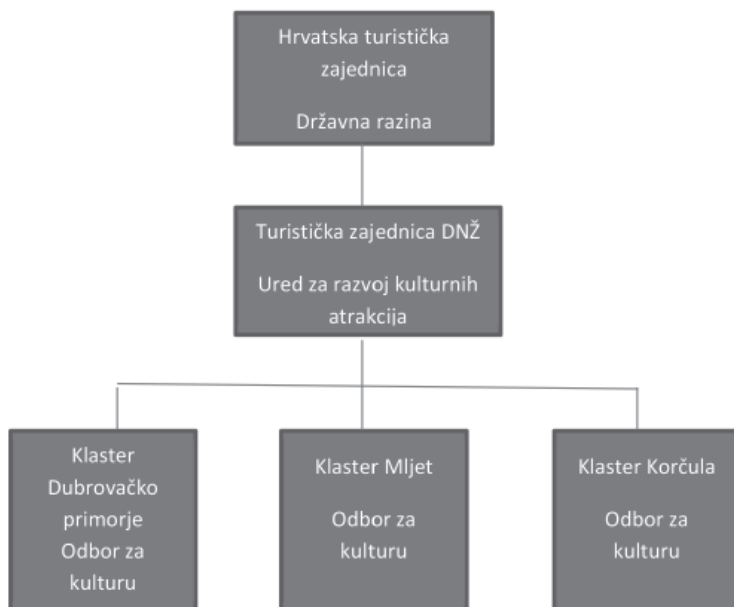 Hrvatska turistička
zajednica
Državna razina
Turistička zajednica DNŽ
Ured za razvoj kulturnih
atrakcija
Klaster
Dubrovačko
primorje
Odbor za
kulturu
Klaster Mljet
Odbor za
kulturu
Klaster Korčula
Odbor za
kulturu